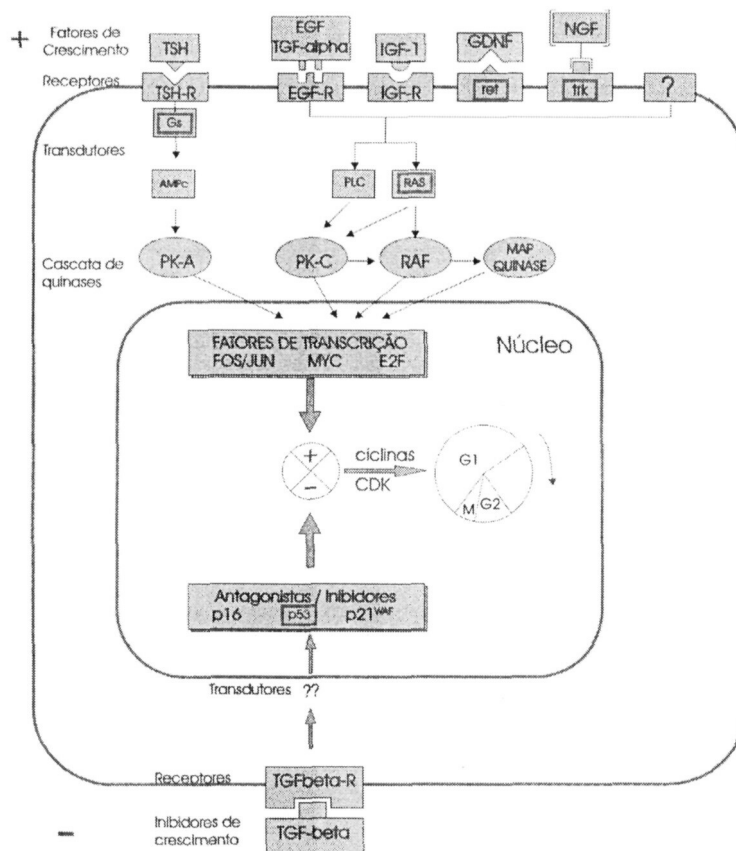 +
Fatores de
Crescimento
TSH
EGF
TGF-alpha
IGF-1
GDNF
NGF
Receptores
TSH-R
EGF-R
IGF-R
ret
trk
?
Gs
Transdutores
AMPc
PLC
RAS
Cascata de
quinases
PK-A
PK-C
RAF
MAP
QUINASE
FATORES DE TRANSCRIÇÃO
FOS/JUN MYC E2F
Núcleo
+
−
ciclinas
CDK
G1
M
G2
Antagonistas / Inibidores
p16 p53 p21WAF
Transdutores ??
Receptores
TGFbeta-R
−
Inibidores de
crescimento
TGF-beta